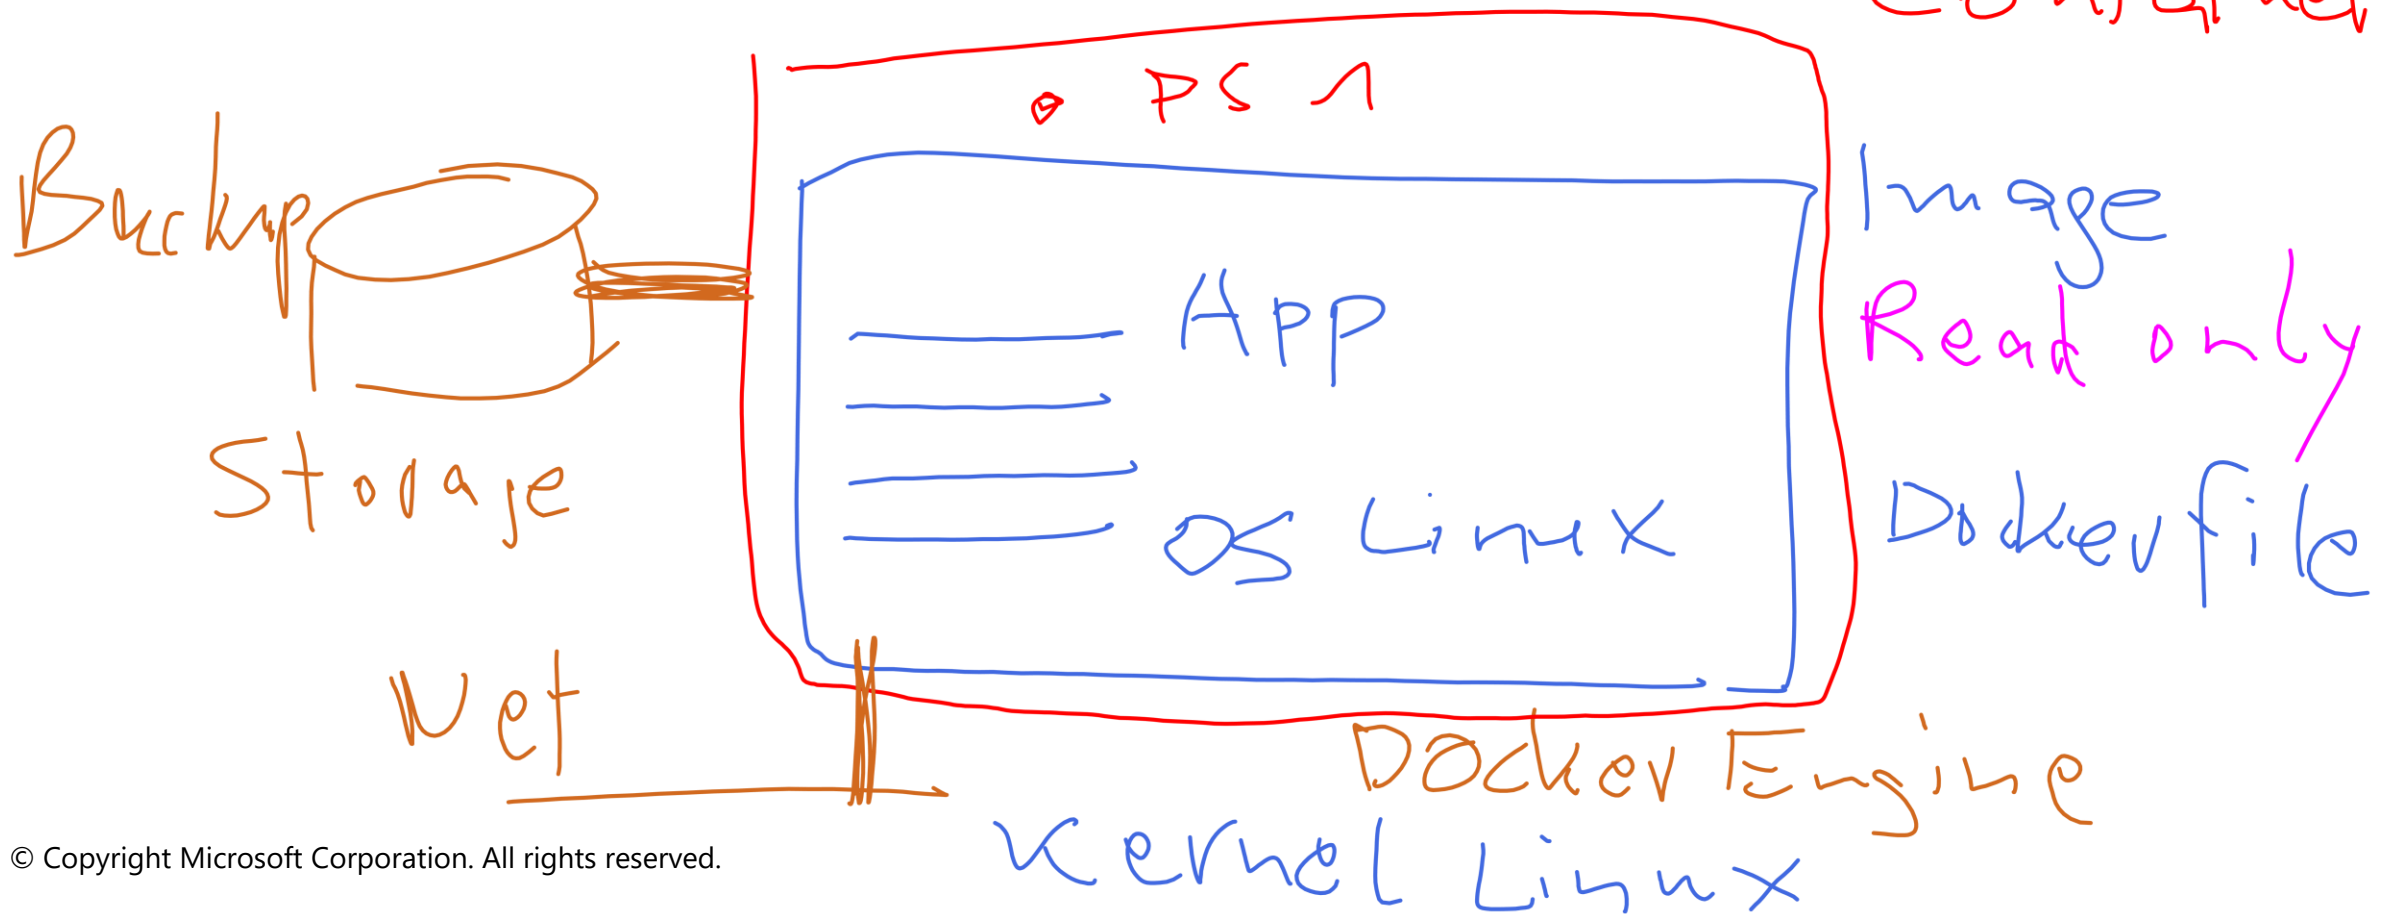 Container
PS 1
Backup
Image
App
Read only
Storage
OS Linux
Dockerfile
Net
Docker Engine
Kernel Linux
© Copyright Microsoft Corporation. All rights reserved.